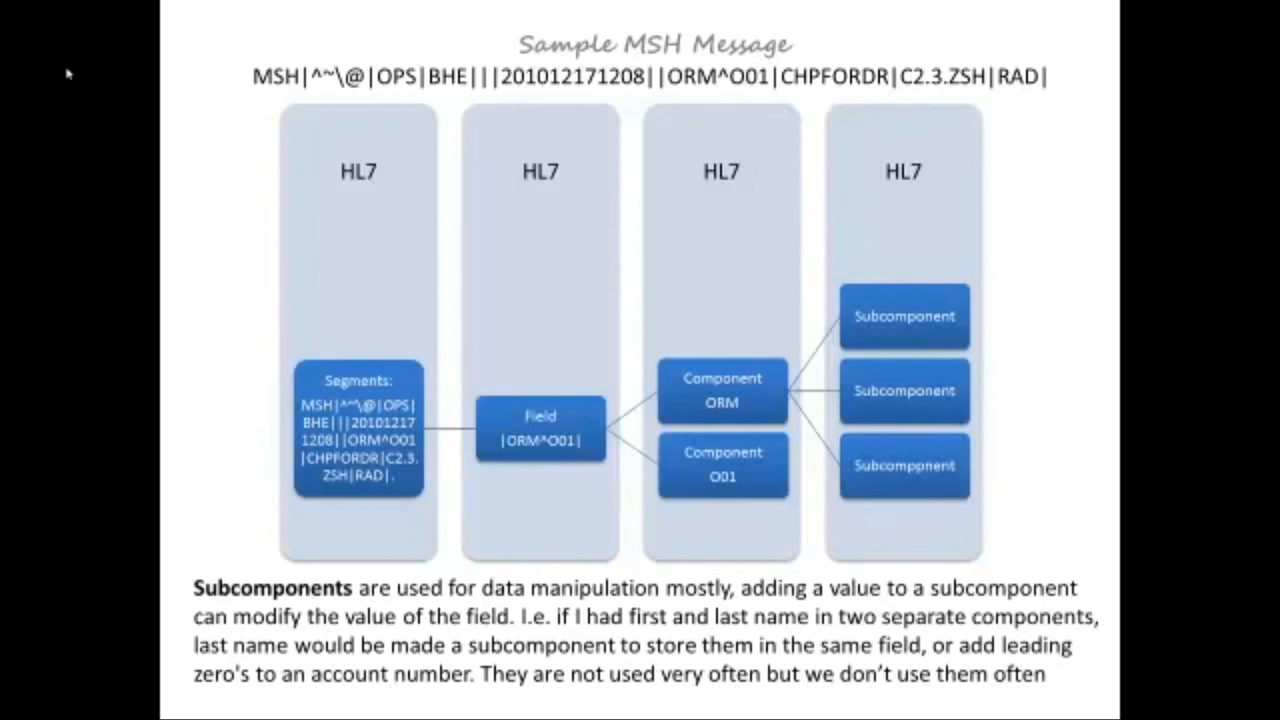 Sample MSH Message
MSH|^~\@|OPS|BHE|||201012171208||ORM^O01|CHPFORDR|C2.3.ZSH|RAD|
HL7
HL7
HL7
HL7
Segments:
MSH|^~\@|OPS|
BHE|||20101217
1208||ORM^O01
|CHPFORDR|C2.3.
ZSH|RAD|.
Field
|ORM^O01|
Component
ORM
Component
O01
Subcomponent
Subcomponent
Subcomppnent
Subcomponents are used for data manipulation mostly, adding a value to a subcomponent
can modify the value of the field. I.e. if I had first and last name in two separate components,
last name would be made a subcomponent to store them in the same field, or add leading
zero's to an account number. They are not used very often but we don’t use them often